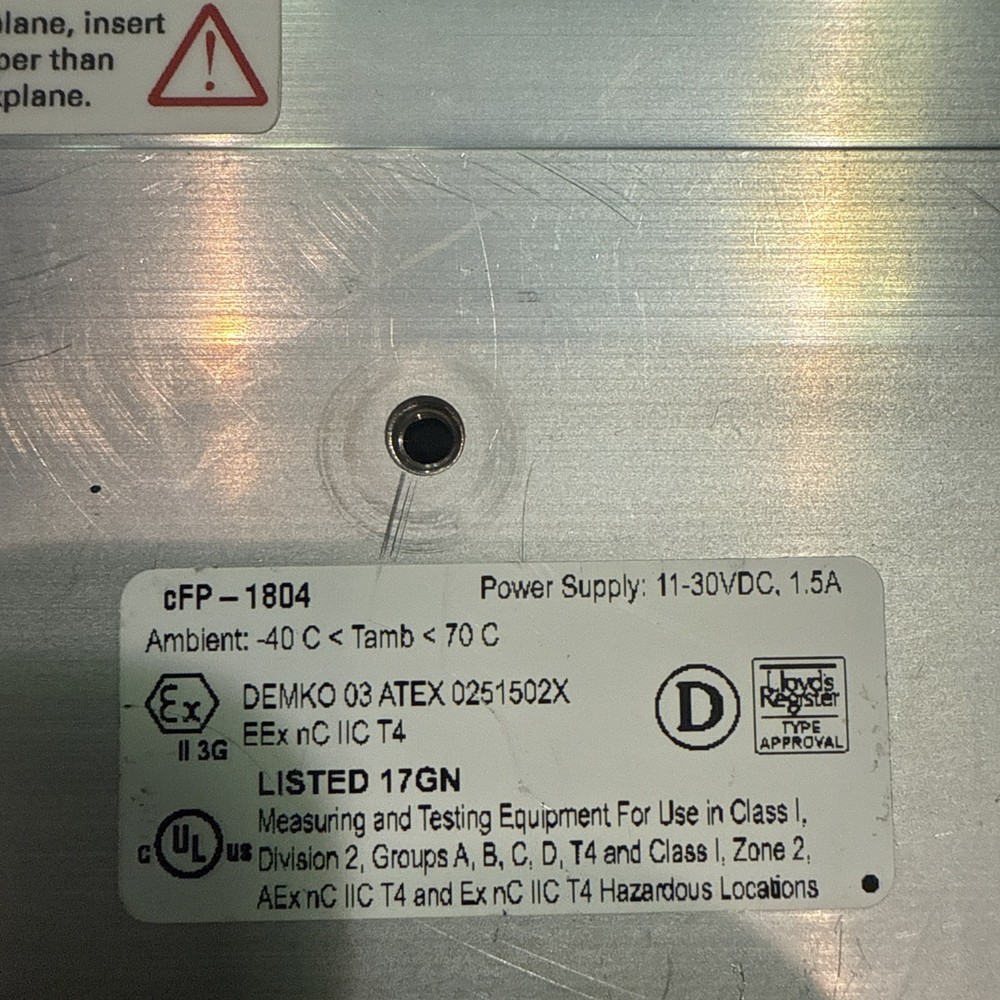 plane, insert
per than
kplane.
cFP-1804
Power Supply: 11-30VDC, 1.5A
Ambient: -40 C < Tamb < 70 C
Ex
DEMKO 03 ATEX 0251502X
II 3G
EEx nC IIC T4
D
Lloyd's
Register
TYPE
APPROVAL
LISTED 17GN
C UL US
Measuring and Testing Equipment For Use in Class I,
Division 2, Groups A, B, C, D, T4 and Class I, Zone 2,
AEx nC IIC T4 and Ex nC IIC T4 Hazardous Locations